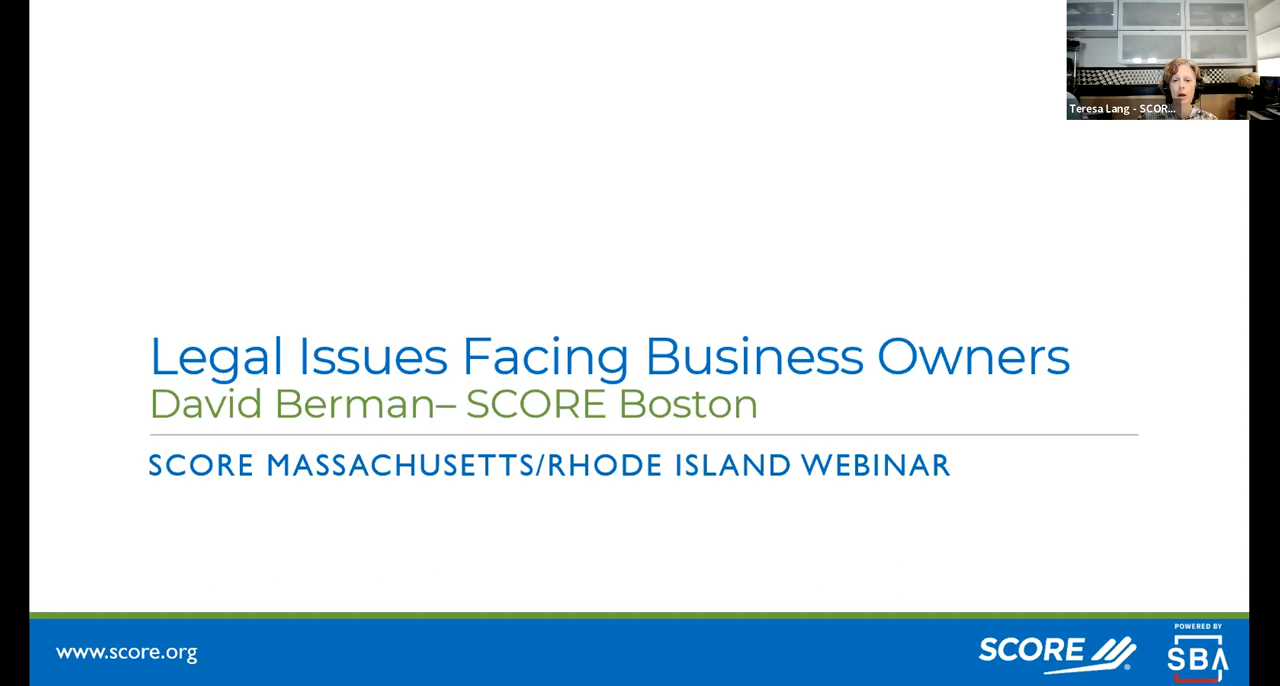 Teresa Lang - SCOR...
Legal Issues Facing Business Owners
David Berman– SCORE Boston
SCORE MASSACHUSETTS/RHODE ISLAND WEBINAR
www.score.org
SCORE
®
POWERED BY
SBA